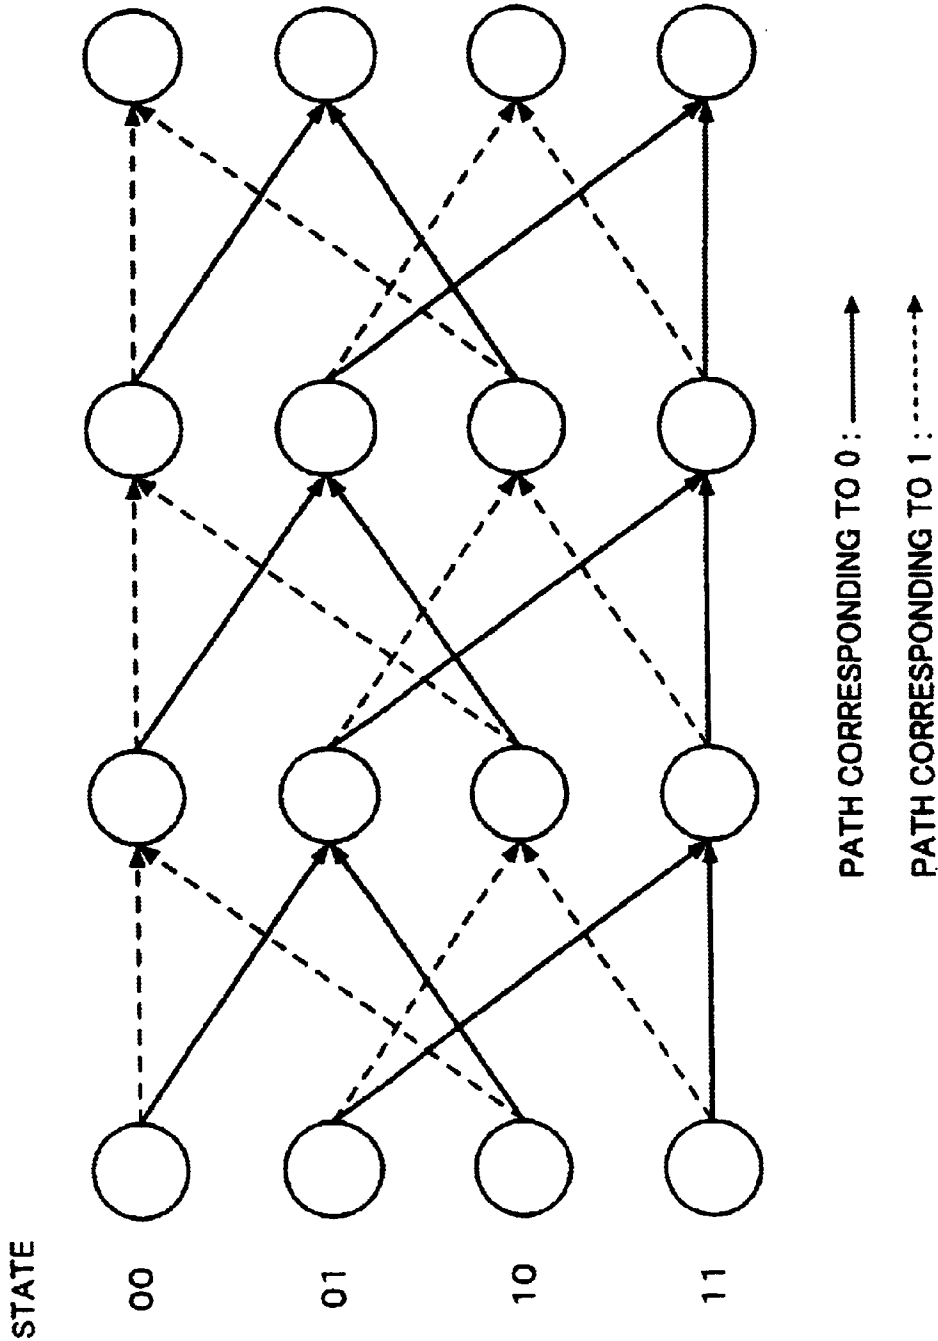 STATE
00
01
10
11
PATH CORRESPONDING TO 0 :
PATH CORRESPONDING TO 1 :